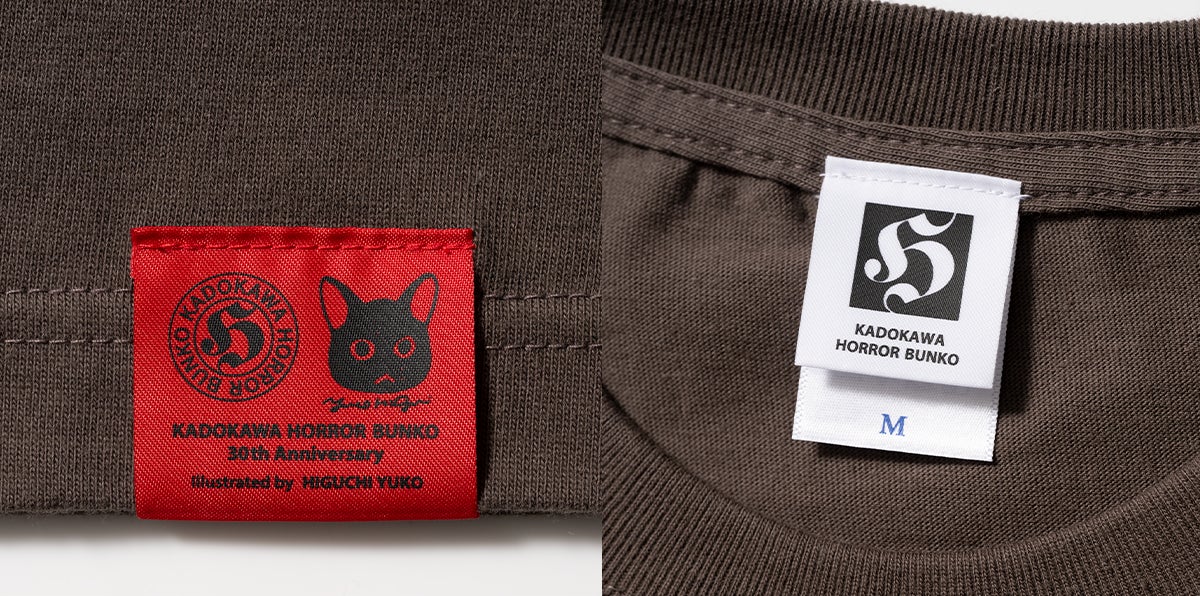 KADOKAWA HORROR BUNKO
H
KADOKAWA HORROR BUNKO
30th Anniversary
Illustrated by HIGUCHI YUKO
H
KADOKAWA
HORROR BUNKO
M